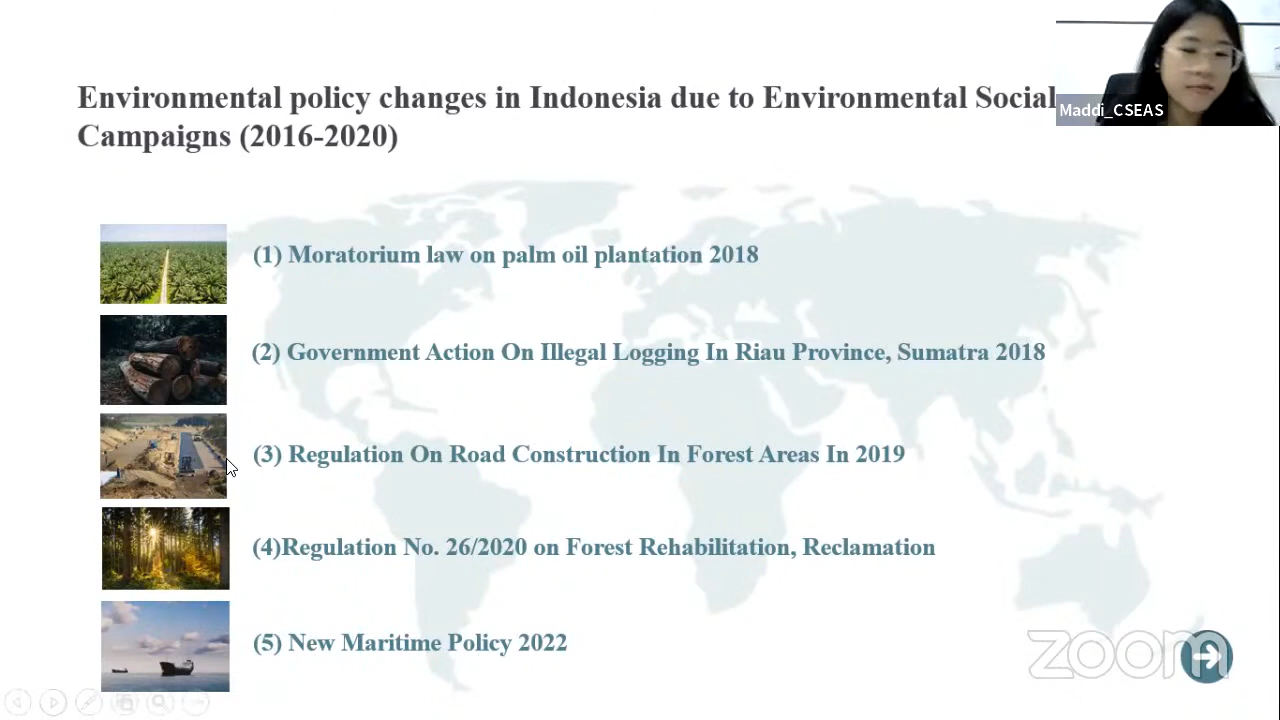 Environmental policy changes in Indonesia due to Environmental Social
Campaigns (2016-2020)
Maddi_CSEAS
(1) Moratorium law on palm oil plantation 2018
(2) Government Action On Illegal Logging In Riau Province, Sumatra 2018
(3) Regulation On Road Construction In Forest Areas In 2019
(4)Regulation No. 26/2020 on Forest Rehabilitation, Reclamation
(5) New Maritime Policy 2022
zoom